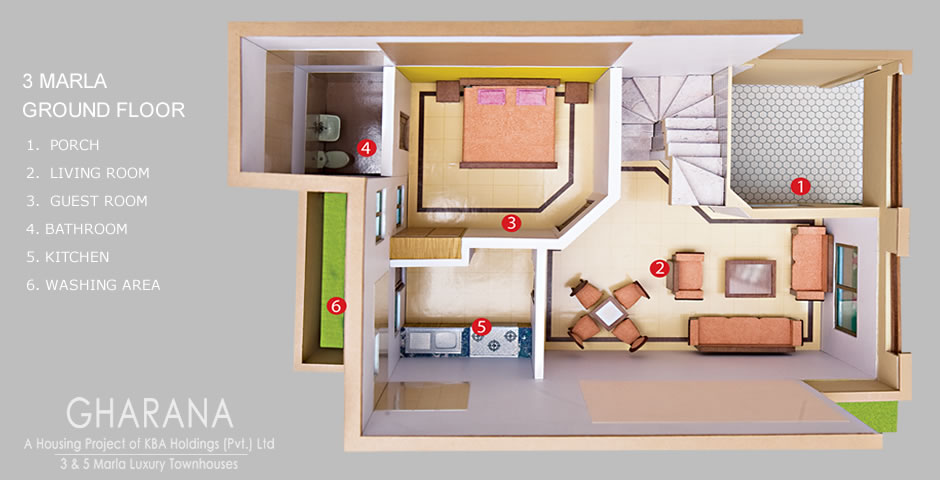 3 MARLA
GROUND FLOOR
1. PORCH
2. LIVING ROOM
3. GUEST ROOM
4. BATHROOM
5. KITCHEN
6. WASHING AREA
GHARANA
A Housing Project of KBA Holdings (Pvt.) Ltd
3 & 5 Marla Luxury Townhouses
4
3
1
2
6
5